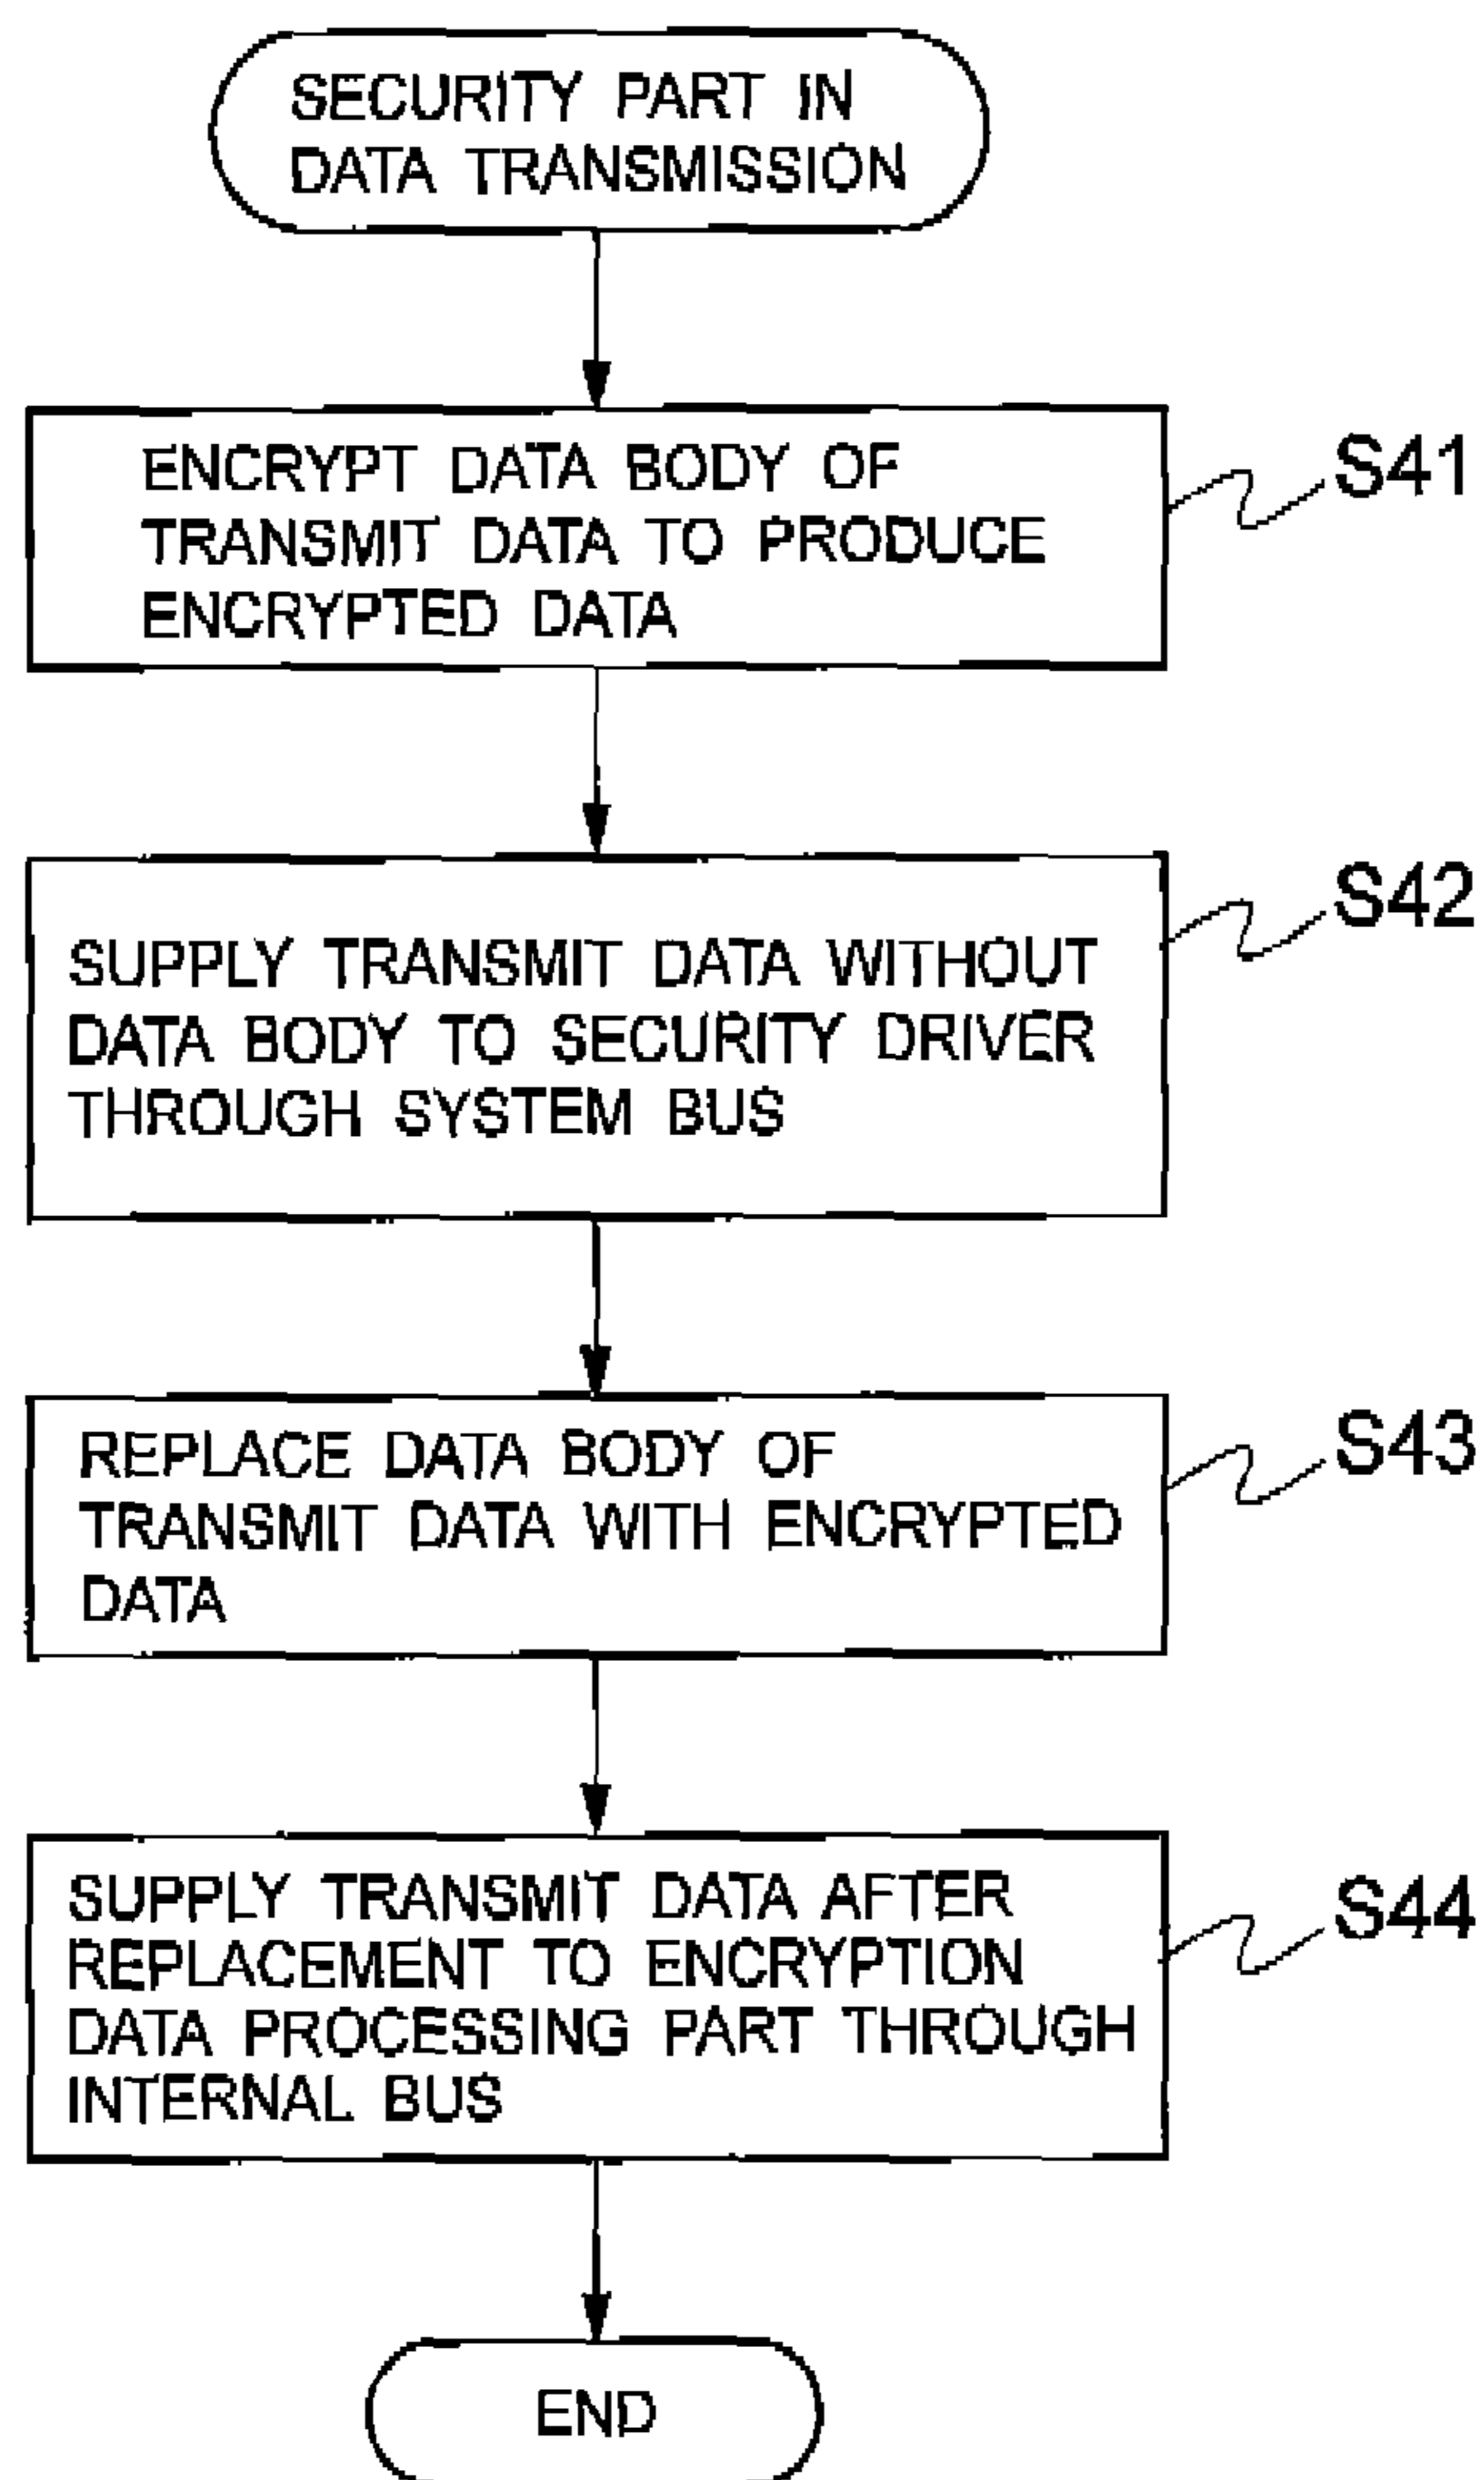 SECURITY PART IN
DATA TRANSMISSION
ENCRYPT DATA BODY OF
TRANSMIT DATA TO PRODUCE
ENCRYPTED DATA
S41
SUPPLY TRANSMIT DATA WITHOUT
DATA BODY TO SECURITY DRIVER
THROUGH SYSTEM BUS
S42
REPLACE DATA BODY OF
TRANSMIT DATA WITH ENCRYPTED
DATA
S43
SUPPLY TRANSMIT DATA AFTER
REPLACEMENT TO ENCRYPTION
DATA PROCESSING PART THROUGH
INTERNAL BUS
S44
END